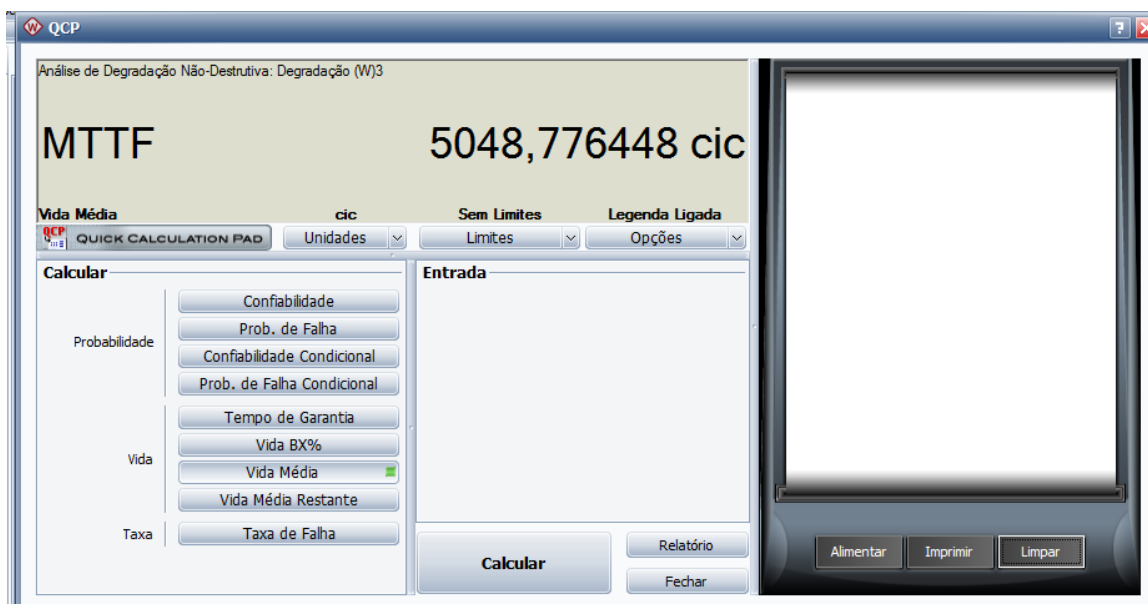 QCP
Análise de Degradação Não-Destrutiva: Degradação (W)3
MTTF 5048,776448 cic
Vida Média cic Sem Limites Legenda Ligada
QCP QUICK CALCULATION PAD Unidades Limites Opções
Calcular
Probabilidade
Confiabilidade
Prob. de Falha
Confiabilidade Condicional
Prob. de Falha Condicional
Vida
Tempo de Garantia
Vida BX%
Vida Média
Vida Média Restante
Taxa
Taxa de Falha
Entrada
Calcular
Relatório
Fechar
Alimentar Imprimir Limpar